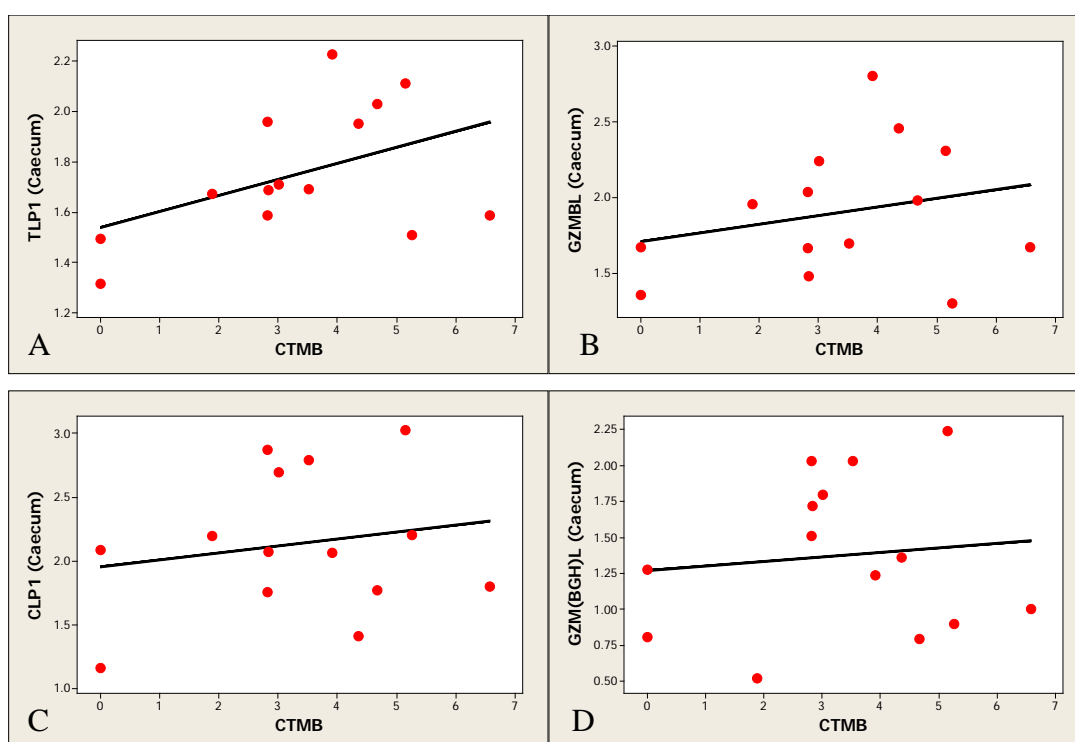 TLP1 (Caecum)
2.2
2.0
1.8
1.6
1.4
1.2
0 1 2 3 4 5 6 7
CTMB
A
GZMBL (Caecum)
3.0
2.5
2.0
1.5
0 1 2 3 4 5 6 7
CTMB
B
CLP1 (Caecum)
3.0
2.5
2.0
1.5
1.0
0 1 2 3 4 5 6 7
CTMB
C
GZM(BGH)L (Caecum)
2.25
2.00
1.75
1.50
1.25
1.00
0.75
0.50
0 1 2 3 4 5 6 7
CTMB
D